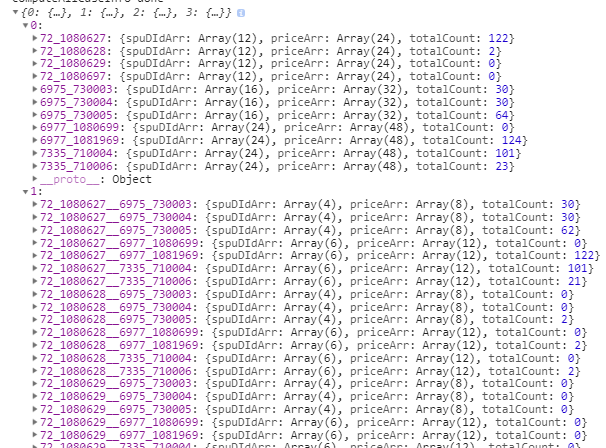 ▼{0: {…}, 1: {…}, 2: {…}, 3: {…}}
▼0:
▶72_1080627: {spuDIdArr: Array(12), priceArr: Array(24), totalCount: 122}
▶72_1080628: {spuDIdArr: Array(12), priceArr: Array(24), totalCount: 2}
▶72_1080629: {spuDIdArr: Array(12), priceArr: Array(24), totalCount: 0}
▶72_1080697: {spuDIdArr: Array(12), priceArr: Array(24), totalCount: 0}
▶6975_730003: {spuDIdArr: Array(16), priceArr: Array(32), totalCount: 30}
▶6975_730004: {spuDIdArr: Array(16), priceArr: Array(32), totalCount: 30}
▶6975_730005: {spuDIdArr: Array(16), priceArr: Array(32), totalCount: 64}
▶6977_1080699: {spuDIdArr: Array(24), priceArr: Array(48), totalCount: 0}
▶6977_1081969: {spuDIdArr: Array(24), priceArr: Array(48), totalCount: 124}
▶7335_710004: {spuDIdArr: Array(24), priceArr: Array(48), totalCount: 101}
▶7335_710006: {spuDIdArr: Array(24), priceArr: Array(48), totalCount: 23}
▶__proto__: Object
▼1:
▶72_1080627__6975_730003: {spuDIdArr: Array(4), priceArr: Array(8), totalCount: 30}
▶72_1080627__6975_730004: {spuDIdArr: Array(4), priceArr: Array(8), totalCount: 30}
▶72_1080627__6975_730005: {spuDIdArr: Array(4), priceArr: Array(8), totalCount: 62}
▶72_1080627__6977_1080699: {spuDIdArr: Array(6), priceArr: Array(12), totalCount: 0}
▶72_1080627__6977_1081969: {spuDIdArr: Array(6), priceArr: Array(12), totalCount: 122}
▶72_1080627__7335_710004: {spuDIdArr: Array(6), priceArr: Array(12), totalCount: 101}
▶72_1080627__7335_710006: {spuDIdArr: Array(6), priceArr: Array(12), totalCount: 21}
▶72_1080628__6975_730003: {spuDIdArr: Array(4), priceArr: Array(8), totalCount: 0}
▶72_1080628__6975_730004: {spuDIdArr: Array(4), priceArr: Array(8), totalCount: 0}
▶72_1080628__6975_730005: {spuDIdArr: Array(4), priceArr: Array(8), totalCount: 2}
▶72_1080628__6977_1080699: {spuDIdArr: Array(6), priceArr: Array(12), totalCount: 0}
▶72_1080628__6977_1081969: {spuDIdArr: Array(6), priceArr: Array(12), totalCount: 2}
▶72_1080628__7335_710004: {spuDIdArr: Array(6), priceArr: Array(12), totalCount: 0}
▶72_1080628__7335_710006: {spuDIdArr: Array(6), priceArr: Array(12), totalCount: 2}
▶72_1080629__6975_730003: {spuDIdArr: Array(4), priceArr: Array(8), totalCount: 0}
▶72_1080629__6975_730004: {spuDIdArr: Array(4), priceArr: Array(8), totalCount: 0}
▶72_1080629__6975_730005: {spuDIdArr: Array(4), priceArr: Array(8), totalCount: 0}
▶72_1080629__6977_1080699: {spuDIdArr: Array(6), priceArr: Array(12), totalCount: 0}
▶72_1080629__6977_1081969: {spuDIdArr: Array(6), priceArr: Array(12), totalCount: 0}
▶72_1080629__7335_710004: {spuDIdArr: Array(6), priceArr: Array(12), totalCount: 0}